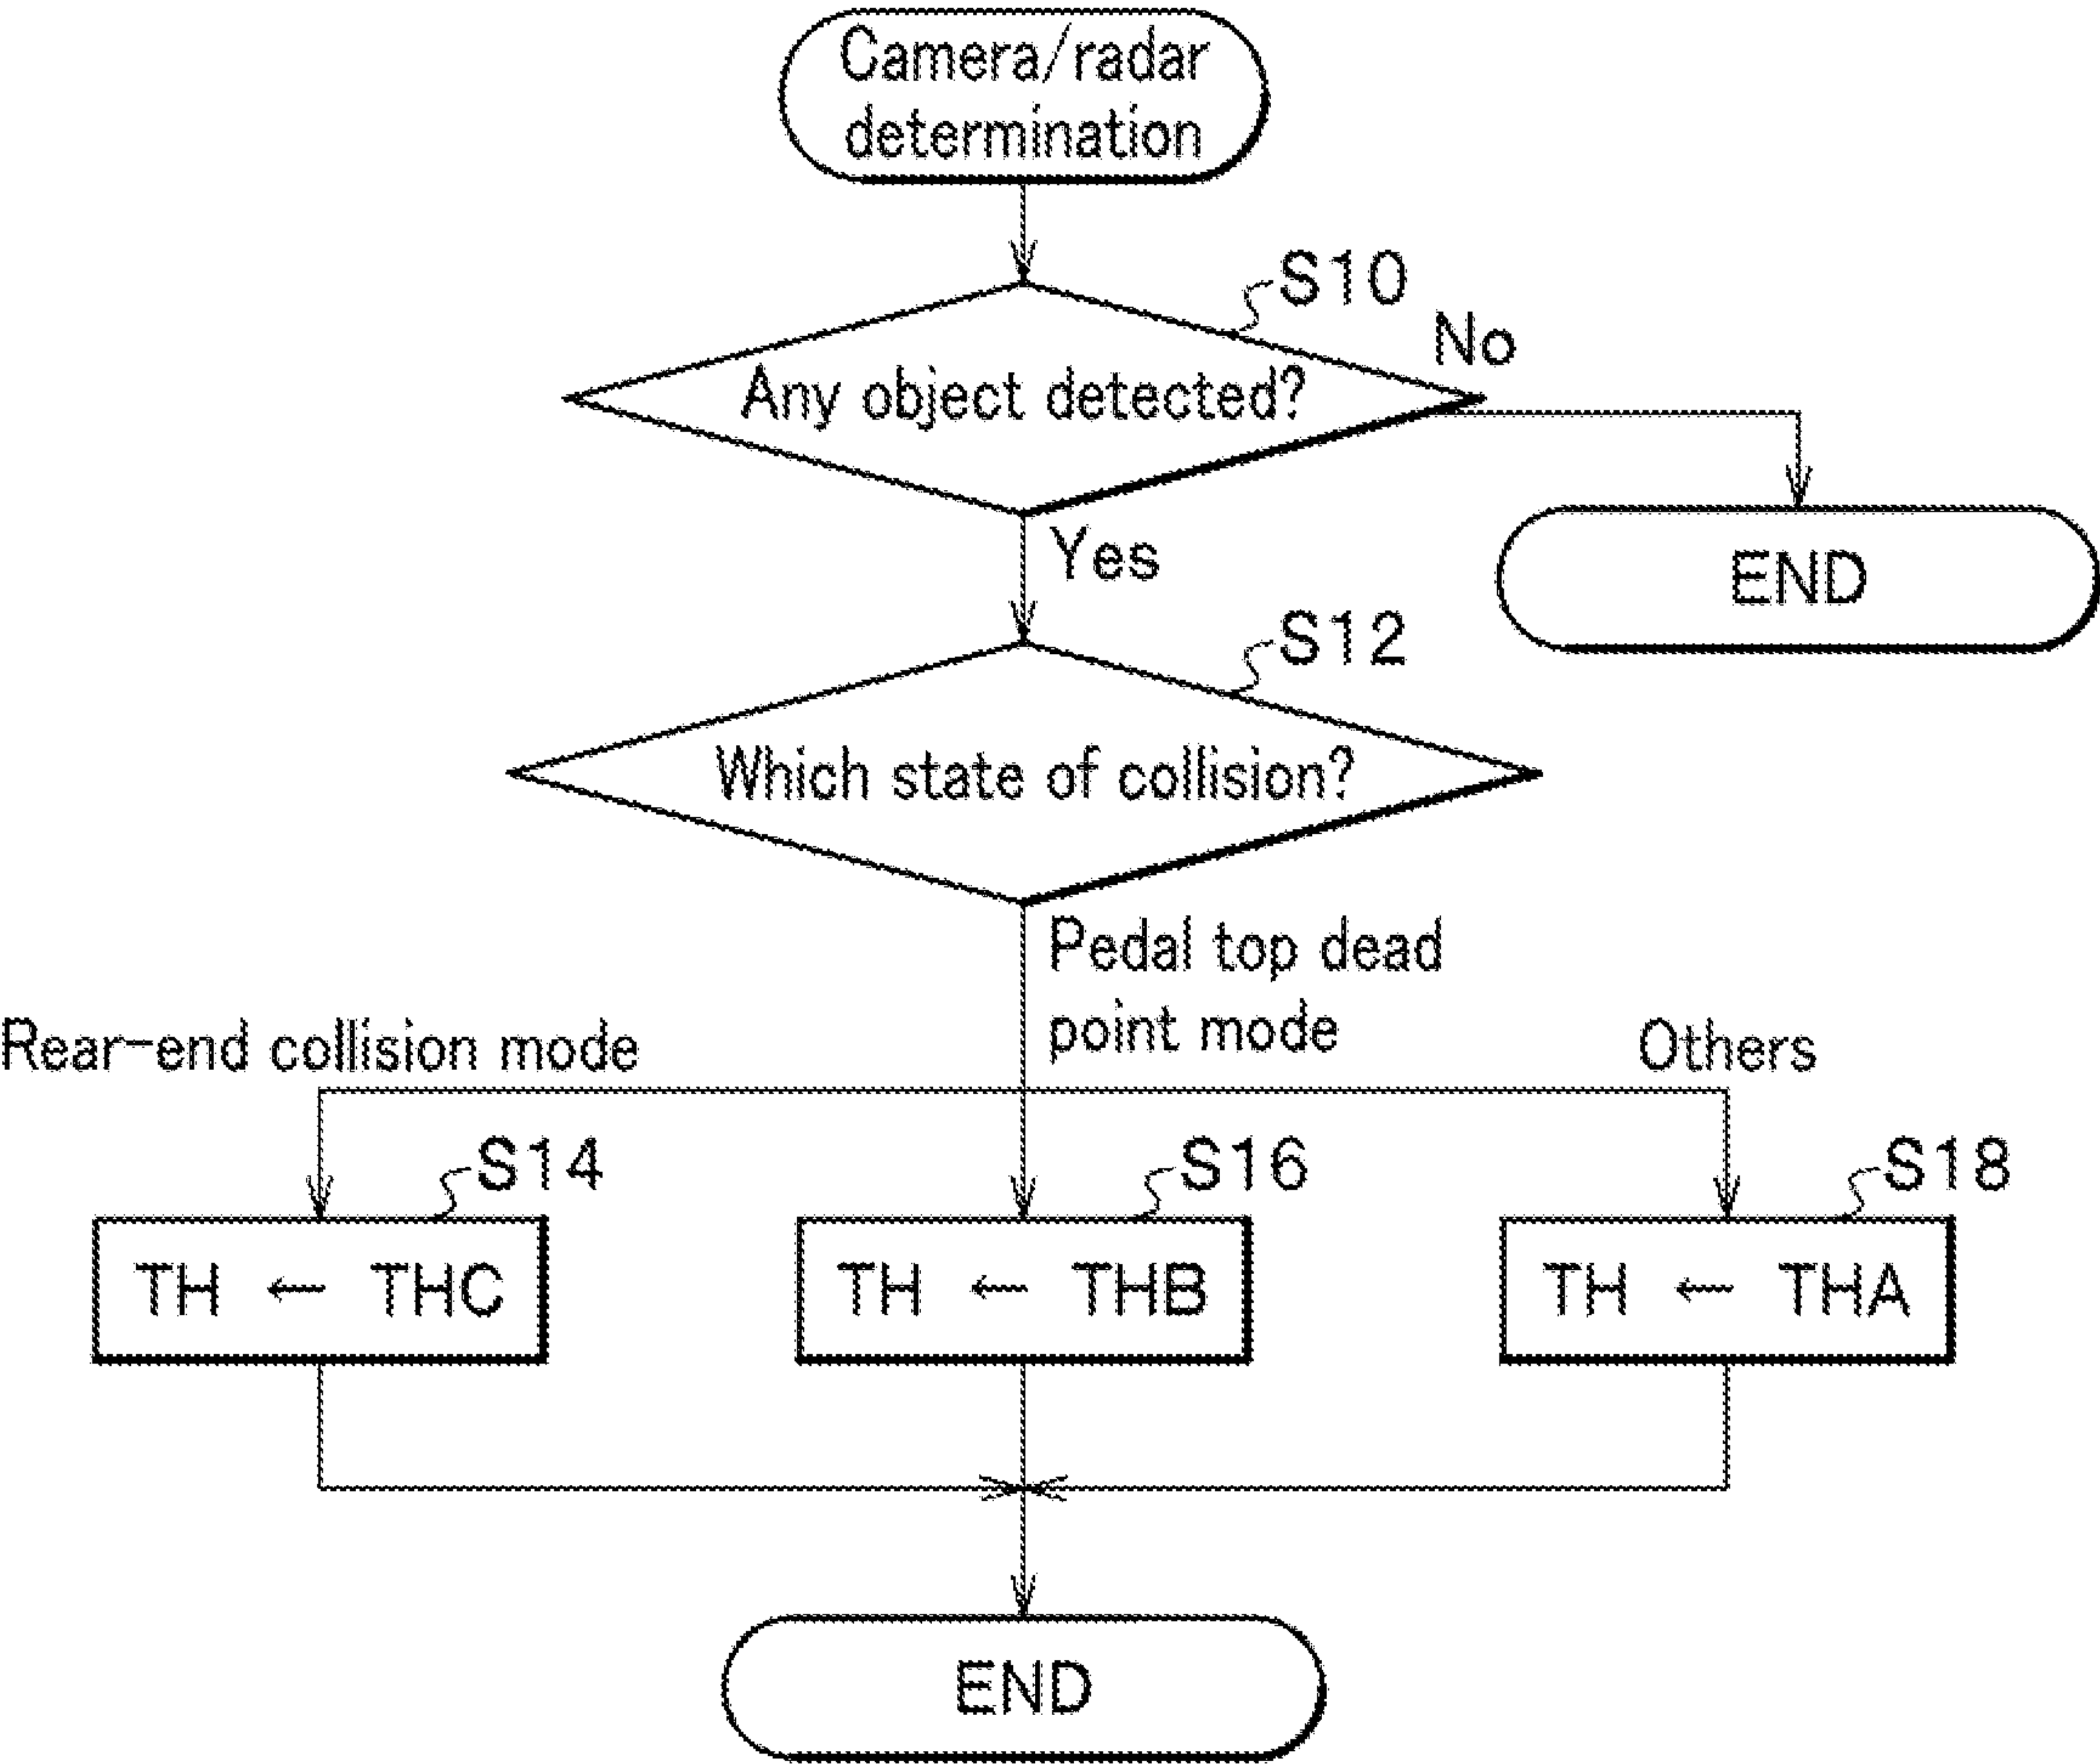 Camera/radar
determination
S10
No
Any object detected?
Yes
END
S12
Which state of collision?
Pedal top dead
point mode
Rear-end collision mode
Others
S14
S16
S18
TH ← THC
TH ← THB
TH ← THA
END